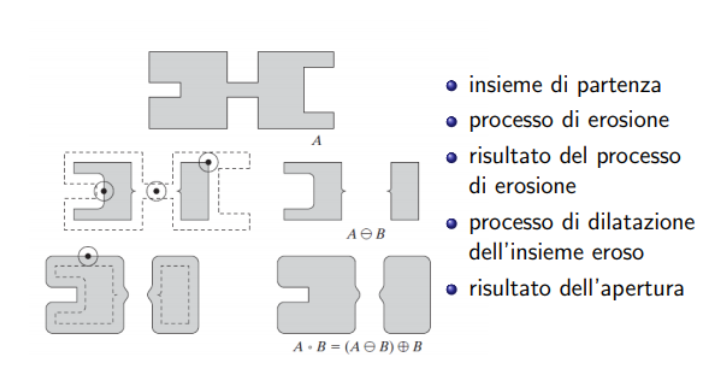 A
A ⊖ B
A ∘ B = (A ⊖ B) ⊕ B
insieme di partenza
processo di erosione
risultato del processo
di erosione
processo di dilatazione
dell'insieme eroso
risultato dell'apertura